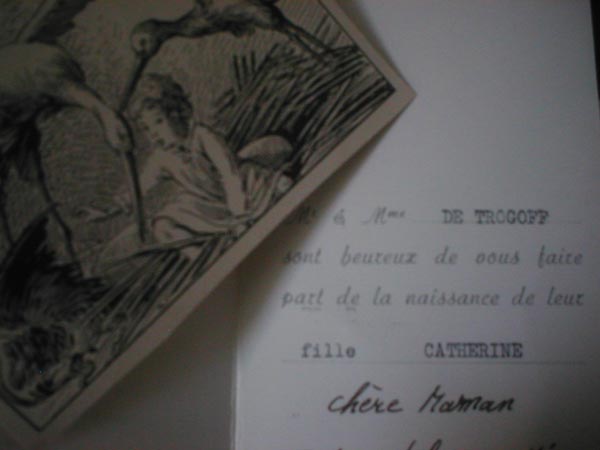 Mr & Mme DE TROGOFF
sont heureux de vous faire
part de la naissance de leur
fille CATHERINE
chère Maman